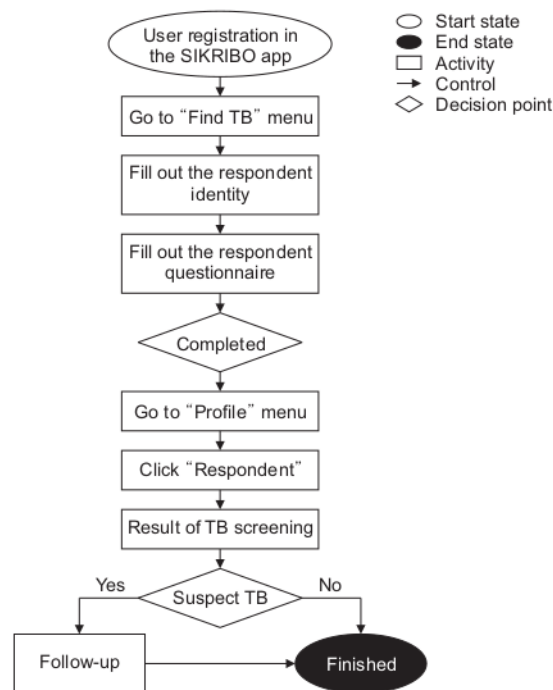 User registration in
the SIKRIBO app
Go to “Find TB” menu
Fill out the respondent
identity
Fill out the respondent
questionnaire
Completed
Go to “Profile” menu
Click “Respondent”
Result of TB screening
Yes
Suspect TB
No
Follow-up
Finished
Start state
End state
Activity
Control
Decision point